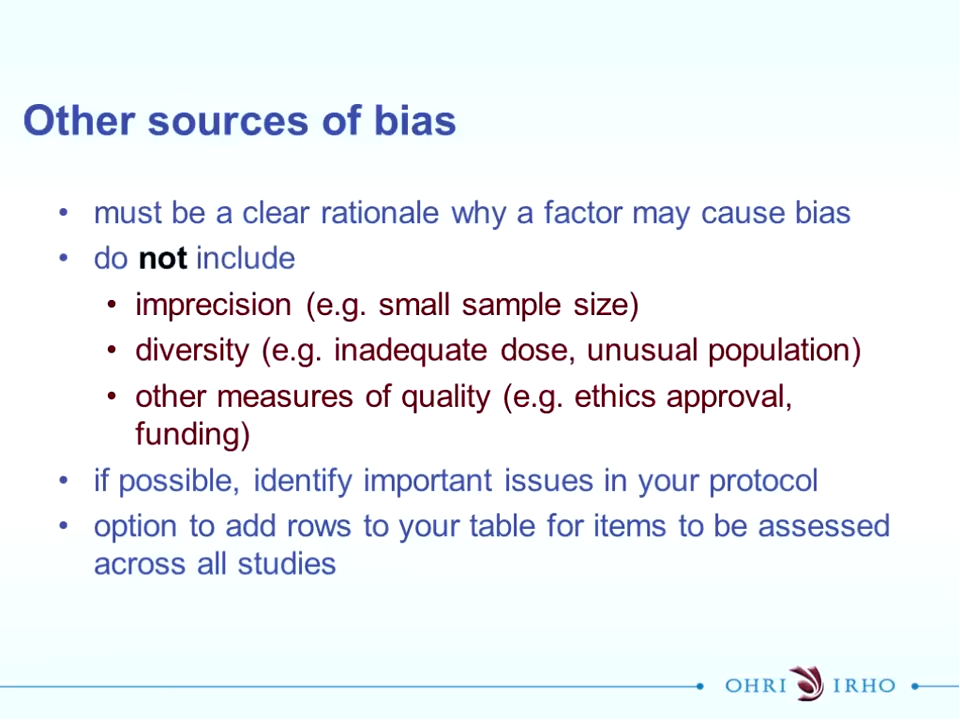 Other sources of bias
• must be a clear rationale why a factor may cause bias
• do not include
• imprecision (e.g. small sample size)
• diversity (e.g. inadequate dose, unusual population)
• other measures of quality (e.g. ethics approval,
funding)
• if possible, identify important issues in your protocol
• option to add rows to your table for items to be assessed
across all studies
OHRI IRHO